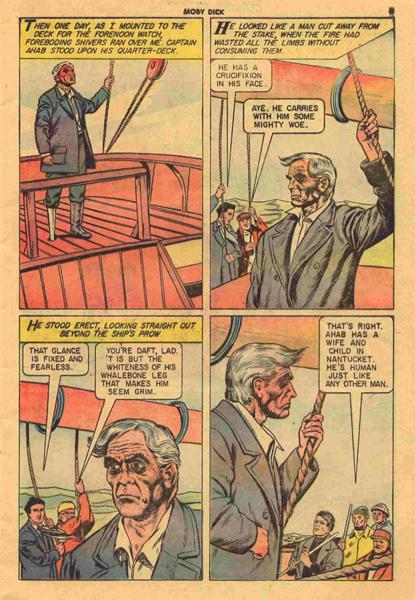 MOBY DICK
THEN ONE DAY, AS I MOUNTED TO THE
DECK FOR THE FORENOON WATCH,
FOREBODING SHIVERS RAN OVER ME. CAPTAIN
AHAB STOOD UPON HIS QUARTER-DECK.
HE LOOKED LIKE A MAN CUT AWAY FROM
THE STAKE, WHEN THE FIRE HAD
WASTED ALL THE LIMBS WITHOUT
CONSUMING THEM.
HE HAS A
CRUCIFIXION
IN HIS FACE.
AYE. HE CARRIES
WITH HIM SOME
MIGHTY WOE.
HE STOOD ERECT, LOOKING STRAIGHT OUT
BEYOND THE SHIP'S PROW
THAT GLANCE
IS FIXED AND
FEARLESS.
YOU'RE DAFT, LAD.
'T IS BUT THE
WHITENESS OF HIS
WHALEBONE LEG
THAT MAKES HIM
SEEM GRIM.
THAT'S RIGHT.
AHAB HAS A
WIFE AND
CHILD IN
NANTUCKET.
HE'S HUMAN
JUST LIKE
ANY OTHER MAN.